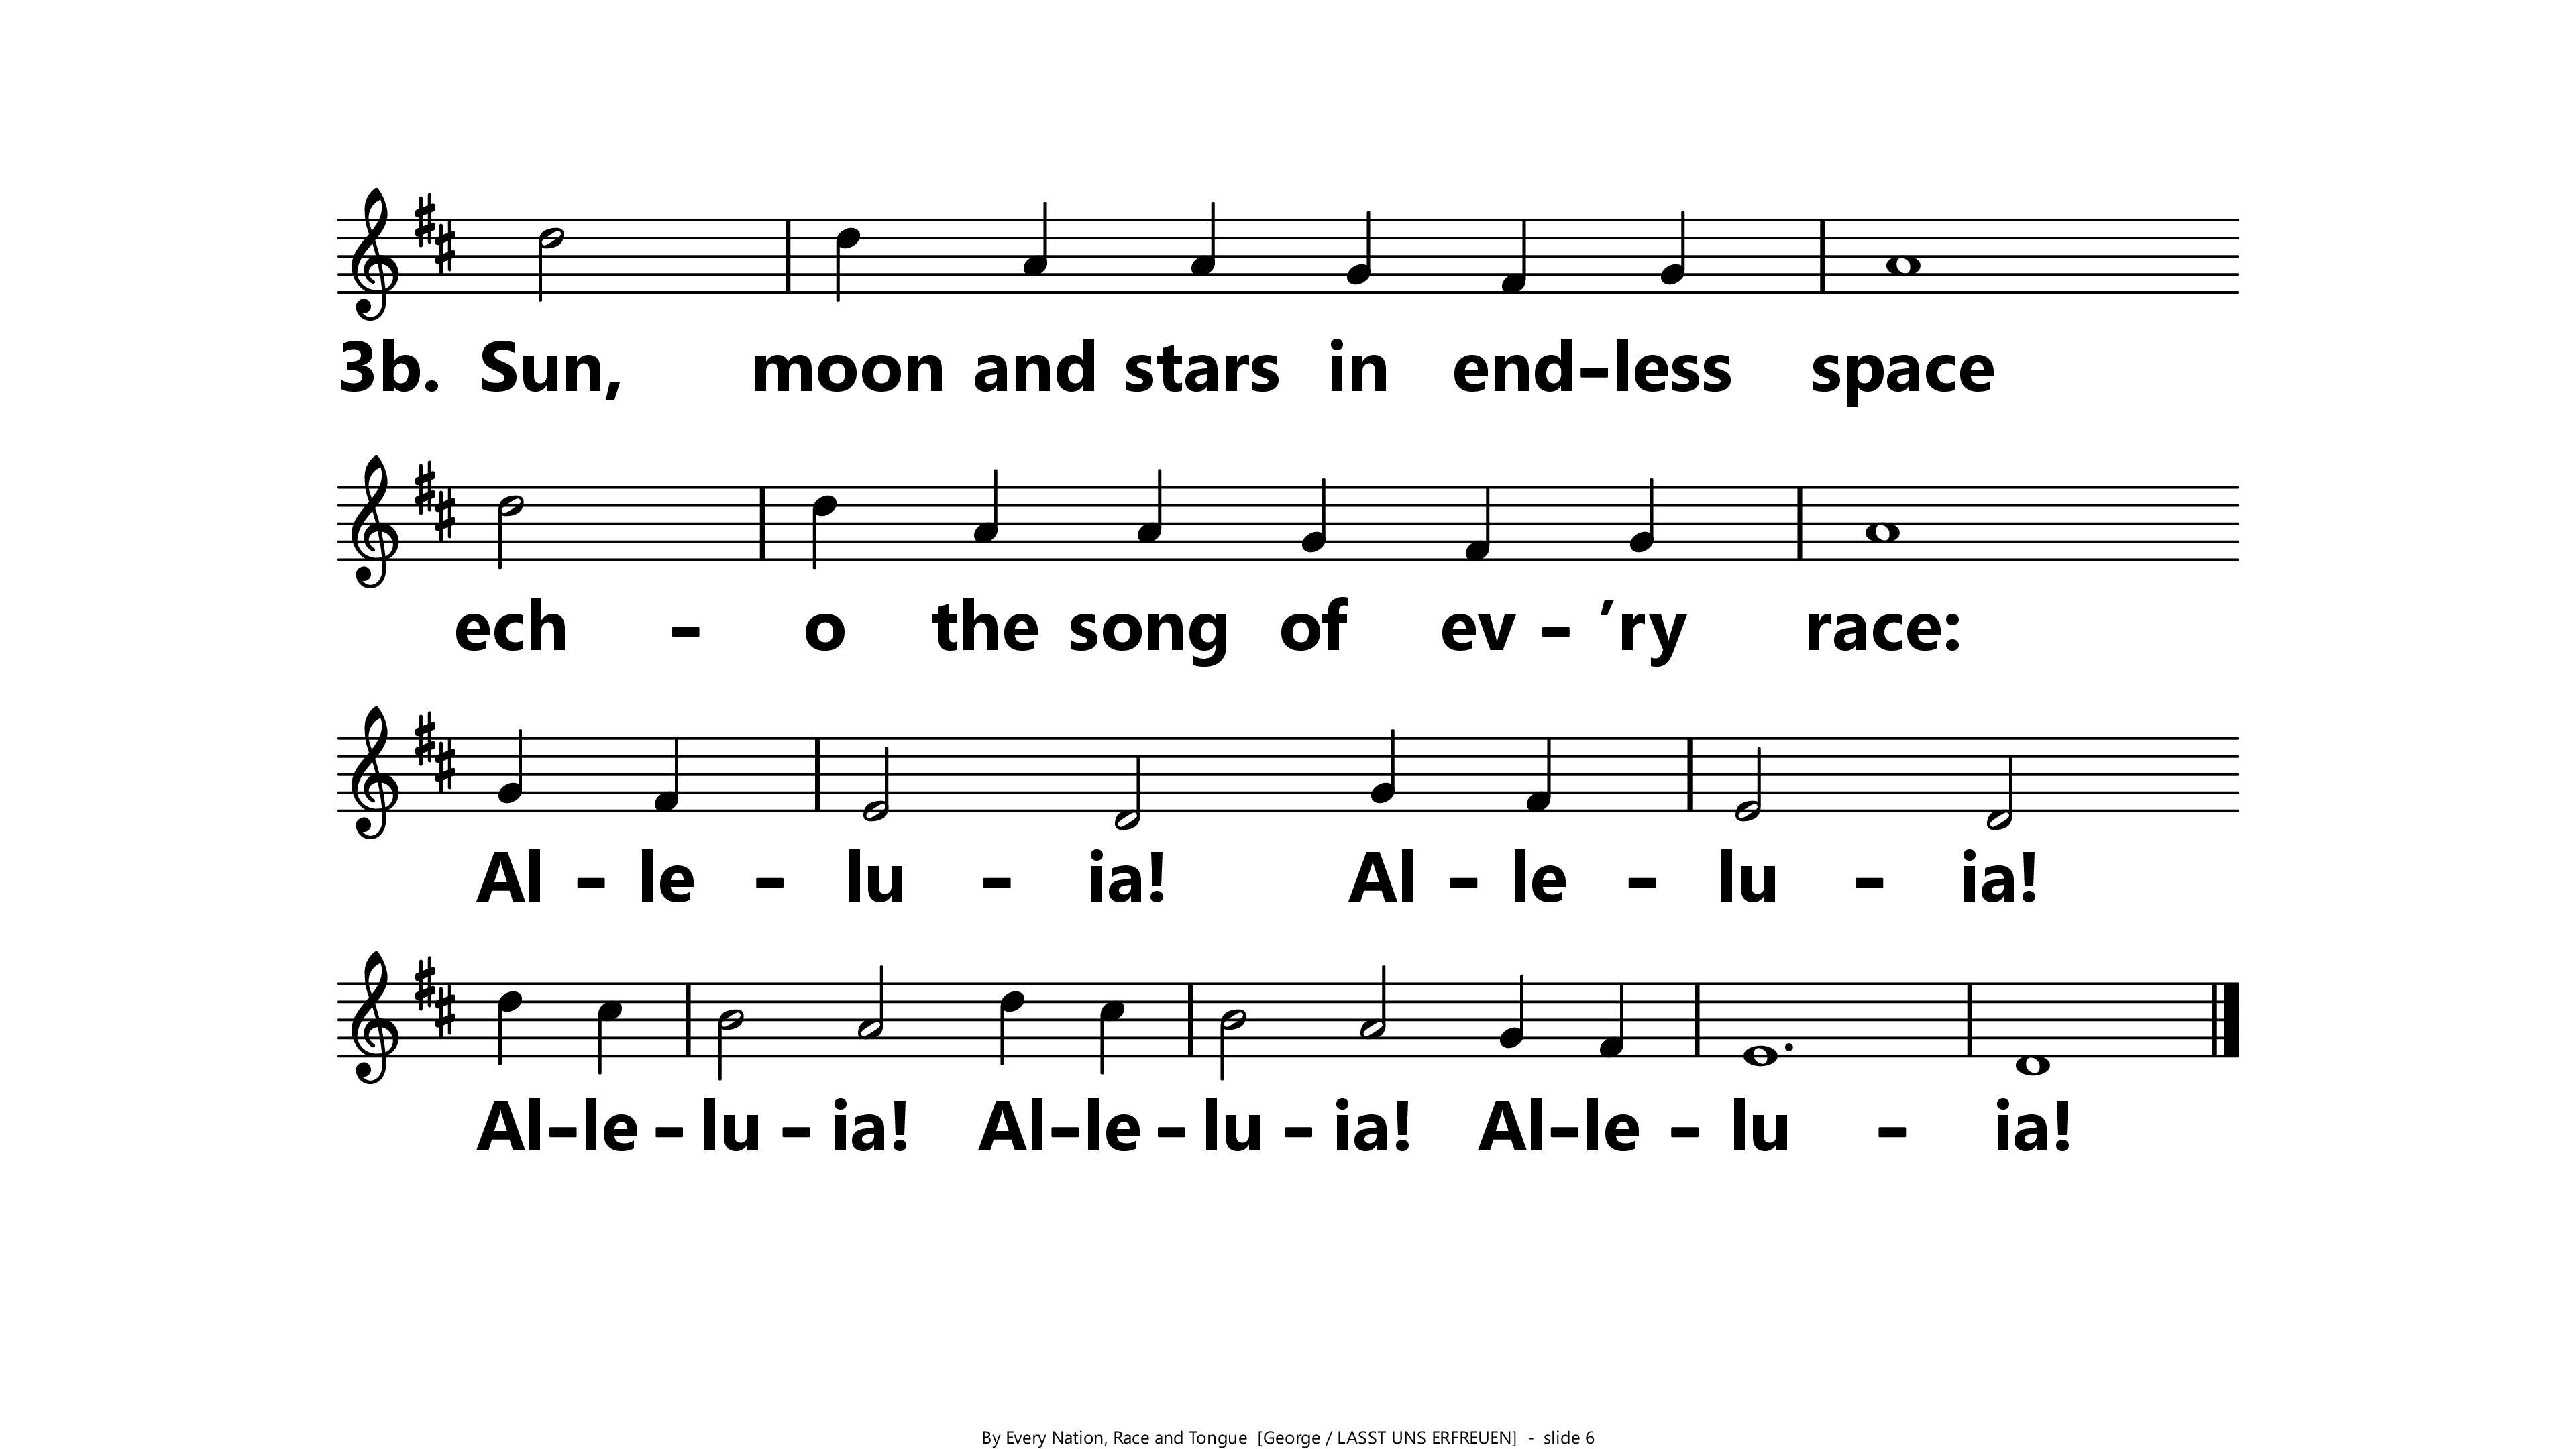 3b. Sun, moon and stars in end-less space
ech - o the song of ev - ’ry race:
Al - le - lu - ia! Al - le - lu - ia!
Al-le - lu - ia! Al-le - lu - ia! Al-le - lu - ia!
By Every Nation, Race and Tongue [George / LASST UNS ERFREUEN] - slide 6